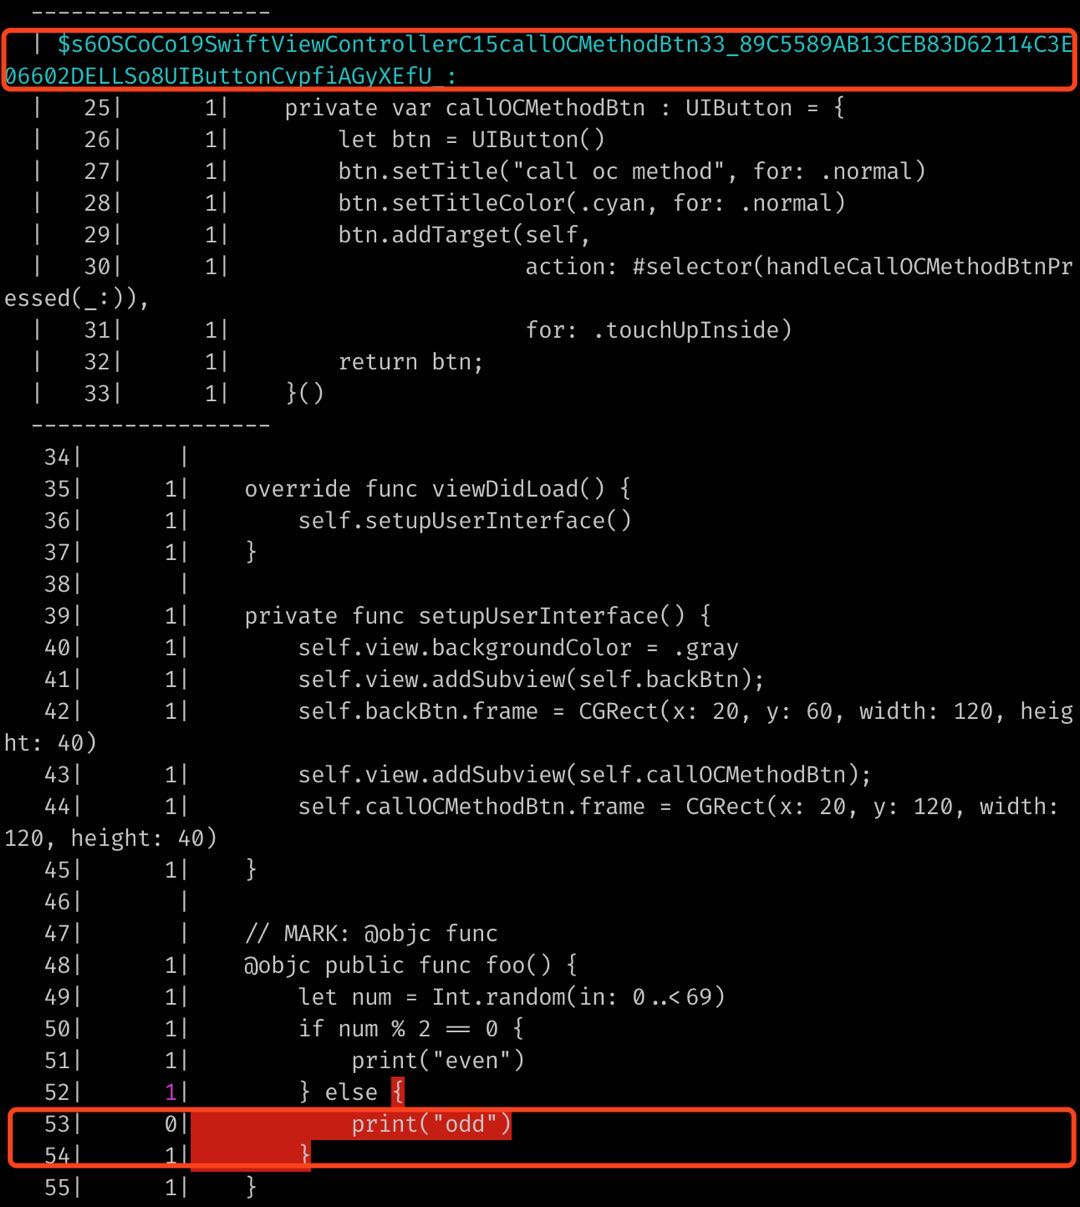 ------------------
| $s6OSCoCo19SwiftViewControllerC15callOCMethodBtn33_89C5589AB13CEB83D62114C3E
06602DELLSo8UIButtonCvpfiAGyXEfU_:
|   25|      1|    private var callOCMethodBtn : UIButton = {
|   26|      1|        let btn = UIButton()
|   27|      1|        btn.setTitle("call oc method", for: .normal)
|   28|      1|        btn.setTitleColor(.cyan, for: .normal)
|   29|      1|        btn.addTarget(self,
|   30|      1|                      action: #selector(handleCallOCMethodBtnPr
essed(_:)),
|   31|      1|                      for: .touchUpInside)
|   32|      1|        return btn;
|   33|      1|    }()
------------------
34|       |
35|      1|    override func viewDidLoad() {
36|      1|        self.setupUserInterface()
37|      1|    }
38|       |
39|      1|    private func setupUserInterface() {
40|      1|        self.view.backgroundColor = .gray
41|      1|        self.view.addSubview(self.backBtn);
42|      1|        self.backBtn.frame = CGRect(x: 20, y: 60, width: 120, heig
ht: 40)
43|      1|        self.view.addSubview(self.callOCMethodBtn);
44|      1|        self.callOCMethodBtn.frame = CGRect(x: 20, y: 120, width:
120, height: 40)
45|      1|    }
46|       |
47|       |    // MARK: @objc func
48|      1|    @objc public func foo() {
49|      1|        let num = Int.random(in: 0..<69)
50|      1|        if num % 2 == 0 {
51|      1|            print("even")
52|      1|        } else {
53|      0|            print("odd")
54|      1|        }
55|      1|    }